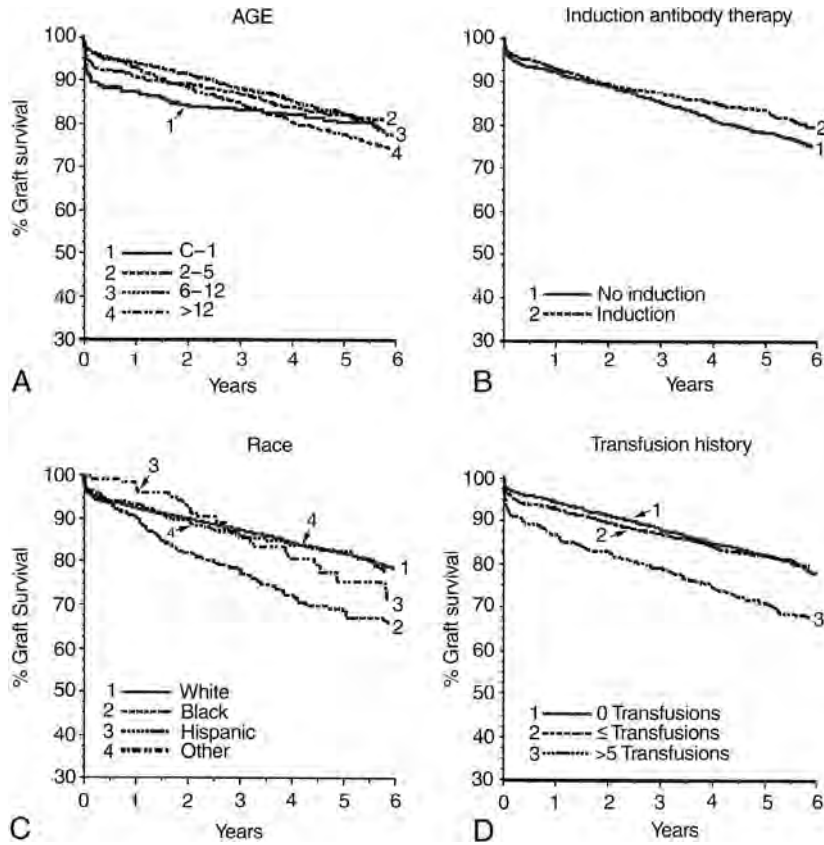 AGE
% Graft survival
100
90
80
70
60
50
40
30
1
2
3
4
1 C–1
2 2–5
3 6–12
4 >12
0 1 2 3 4 5 6
Years
A
Induction antibody therapy
% Graft survival
100
90
80
70
60
50
40
30
2
1
1 No induction
2 Induction
0 1 2 3 4 5 6
Years
B
Race
% Graft Survival
100
90
80
70
60
50
40
30
3
4
4
1
3
2
1 White
2 Black
3 Hispanic
4 Other
0 1 2 3 4 5 6
Years
C
Transfusion history
% Graft survival
100
90
80
70
60
50
40
30
1
2
3
1 0 Transfusions
2 ≤ Transfusions
3 >5 Transfusions
0 1 2 3 4 5 6
Years
D